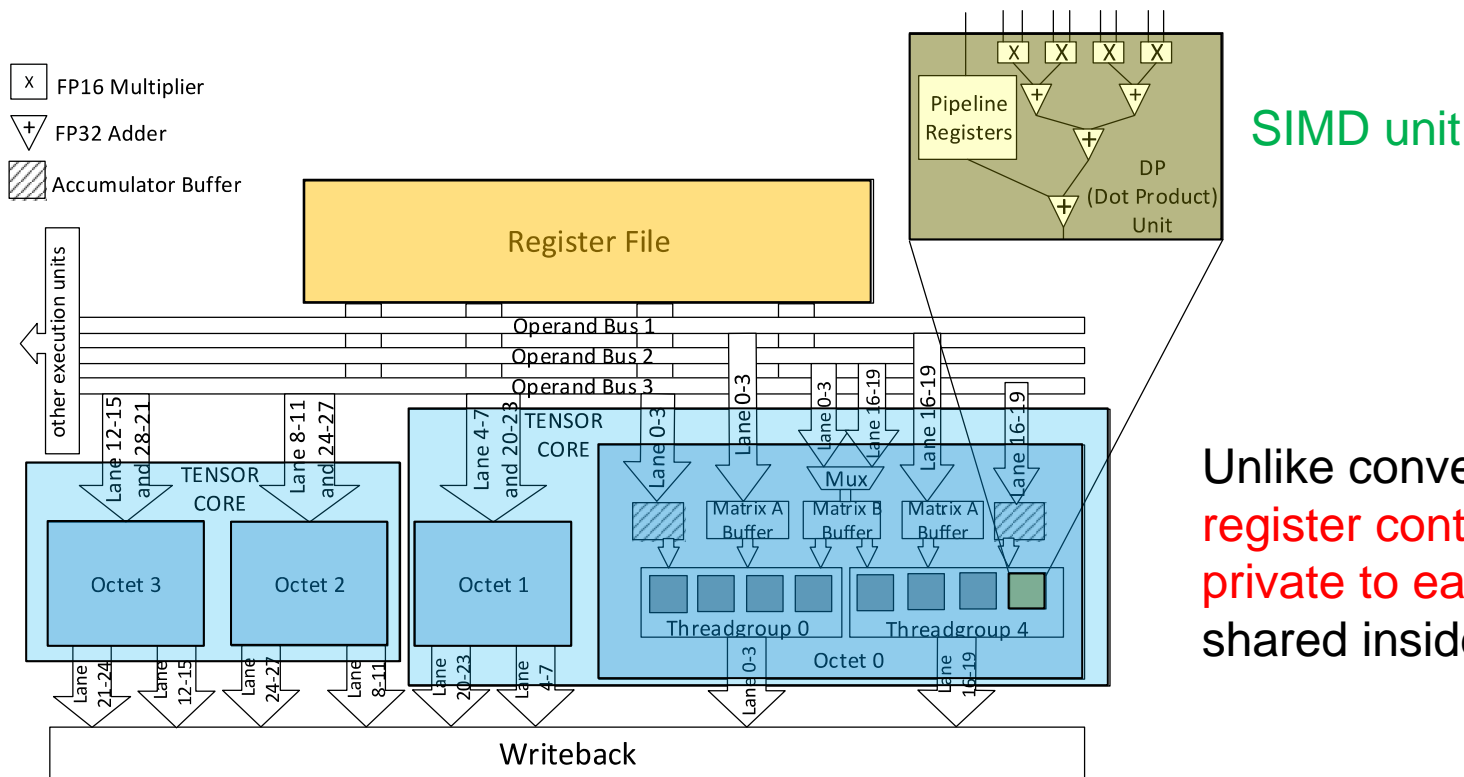 X FP16 Multiplier
+ FP32 Adder
Accumulator Buffer
X X X X
+ +
Pipeline
Registers
+
DP
(Dot Product)
Unit
+
SIMD unit
Register File
other execution units
Operand Bus 1
Operand Bus 2
Operand Bus 3
Lane 12-15
and 28-21
Lane 8-11
and 24-27
Lane 4-7
and 20-23
Lane 0-3
Lane 0-3
Lane 0-3
Lane 16-19
Lane 16-19
Lane 16-19
TENSOR
CORE
TENSOR
CORE
Mux
Matrix A
Buffer
Matrix B
Buffer
Matrix A
Buffer
Octet 3
Octet 2
Octet 1
Threadgroup 0
Threadgroup 4
Octet 0
Lane
21-24
Lane
12-15
Lane
24-27
Lane
8-11
Lane
20-23
Lane
4-7
Lane 0-3
Lane
16-19
Writeback
Unlike conve
register cont
private to ea
shared inside